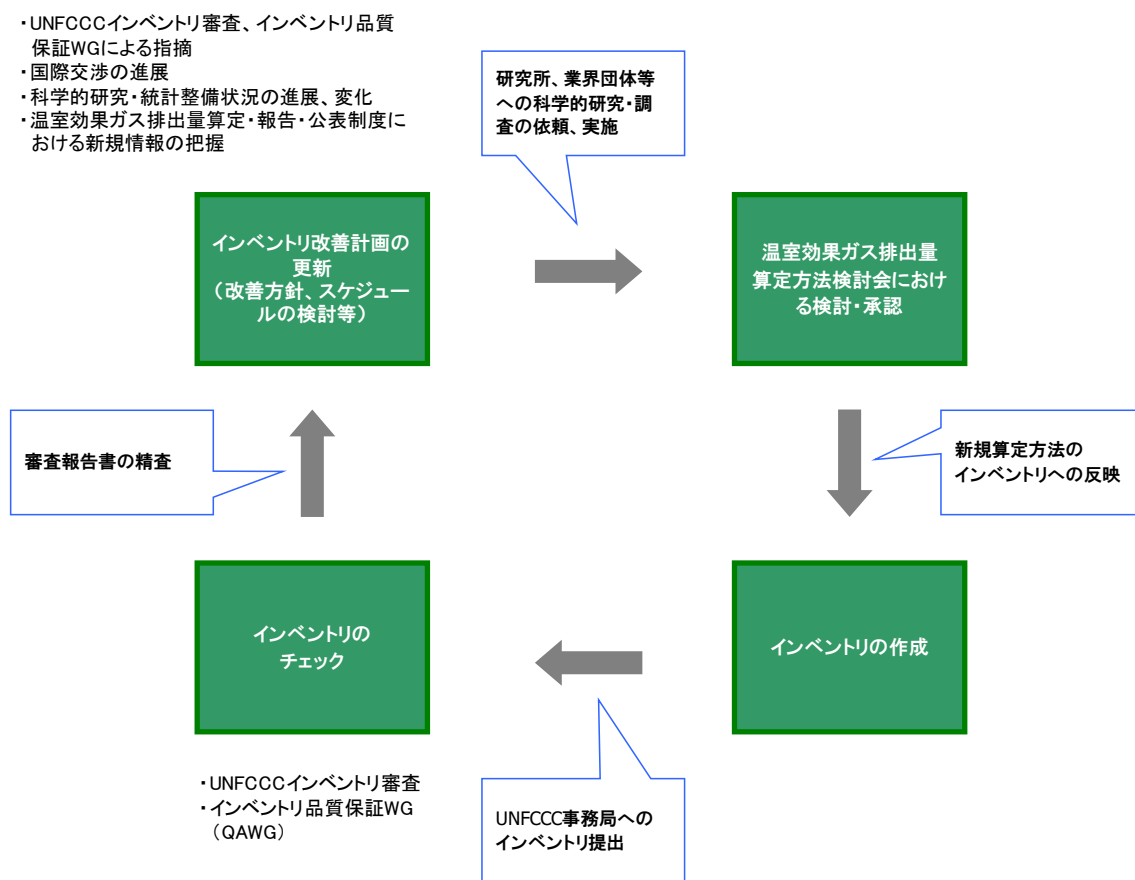 ・UNFCCCインベントリ審査、インベントリ品質
保証WGによる指摘
・国際交渉の進展
・科学的研究・統計整備状況の進展、変化
・温室効果ガス排出量算定・報告・公表制度に
おける新規情報の把握
研究所、業界団体等
への科学的研究・調
査の依頼、実施
インベントリ改善計画の
更新
（改善方針、スケジュー
ルの検討等）
温室効果ガス排出量
算定方法検討会におけ
る検討・承認
審査報告書の精査
新規算定方法の
インベントリへの反映
インベントリの
チェック
インベントリの作成
・UNFCCCインベントリ審査
・インベントリ品質保証WG
（QAWG）
UNFCCC事務局への
インベントリ提出